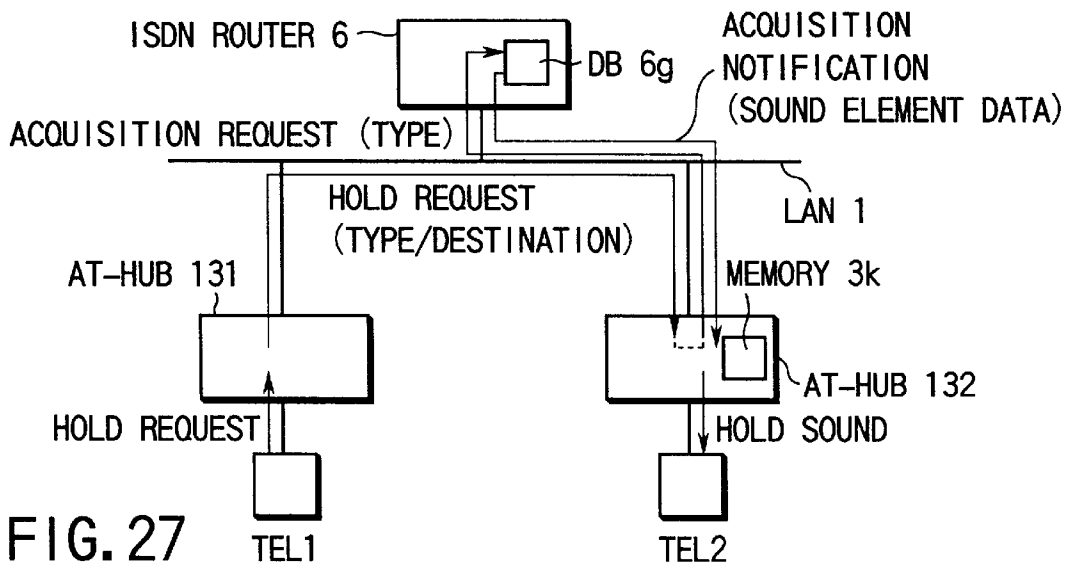 ISDN ROUTER 6
DB 6g
ACQUISITION
NOTIFICATION
(SOUND ELEMENT DATA)
ACQUISITION REQUEST (TYPE)
LAN 1
HOLD REQUEST
(TYPE/DESTINATION)
AT-HUB 131
MEMORY 3k
AT-HUB 132
HOLD REQUEST
HOLD SOUND
TEL1
TEL2
FIG. 27